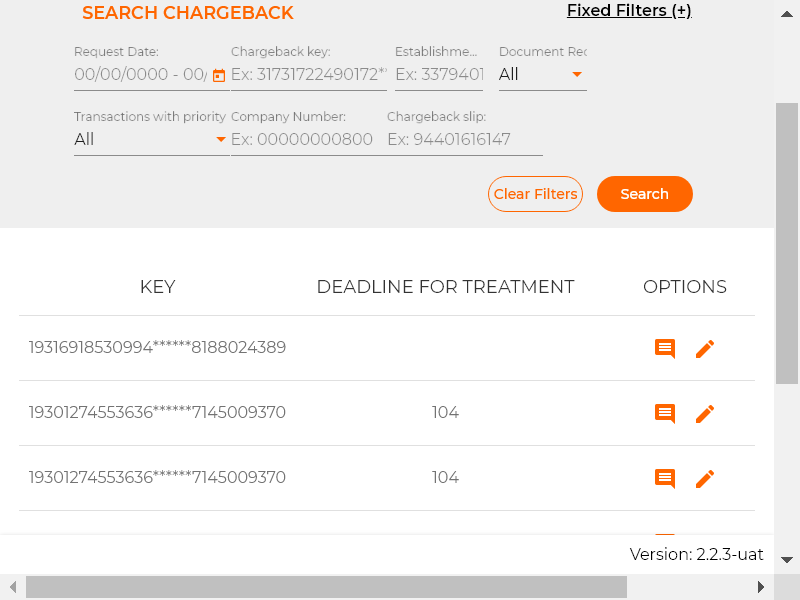 SEARCH CHARGEBACK
Fixed Filters (+)
Request Date: Chargeback key: Establishme... Document Rec
00/00/0000 - 00/ Ex: 31731722490172* Ex: 3379401 All
Transactions with priority Company Number: Chargeback slip:
All Ex: 00000000800 Ex: 94401616147
Clear Filters Search
KEY DEADLINE FOR TREATMENT OPTIONS
19316918530994******8188024389
19301274553636******7145009370 104
19301274553636******7145009370 104
Version: 2.2.3-uat